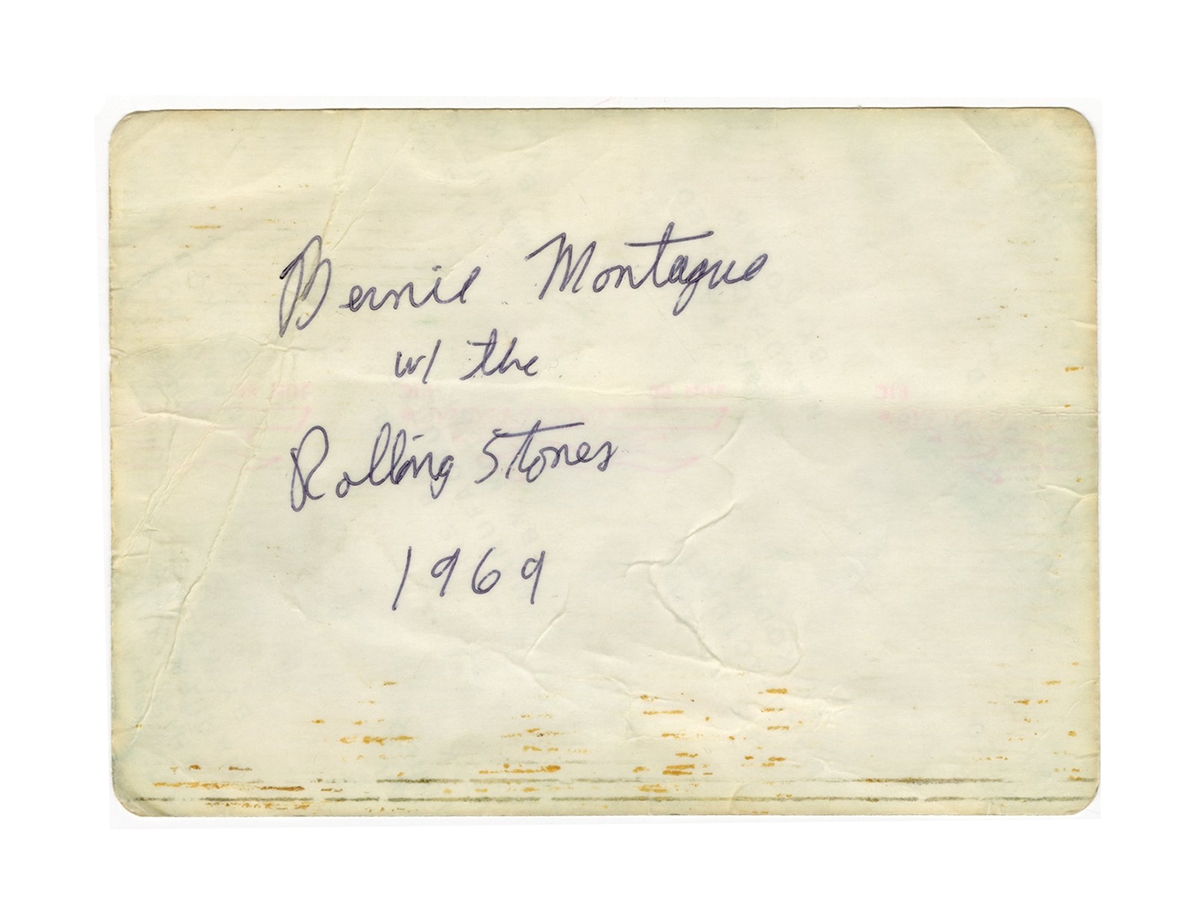 Bernie Montague
w/ the
Rolling Stones
1969